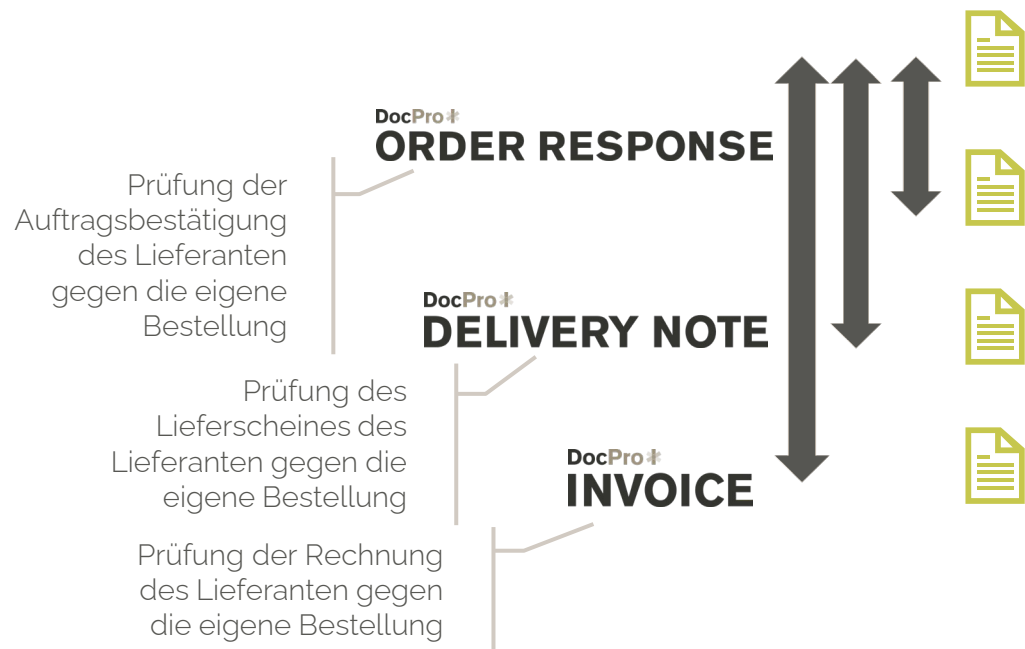 DocPro
ORDER RESPONSE
Prüfung der
Auftragsbestätigung
des Lieferanten
gegen die eigene
Bestellung
DocPro
DELIVERY NOTE
Prüfung des
Lieferscheines des
Lieferanten gegen die
eigene Bestellung
DocPro
INVOICE
Prüfung der Rechnung
des Lieferanten gegen
die eigene Bestellung